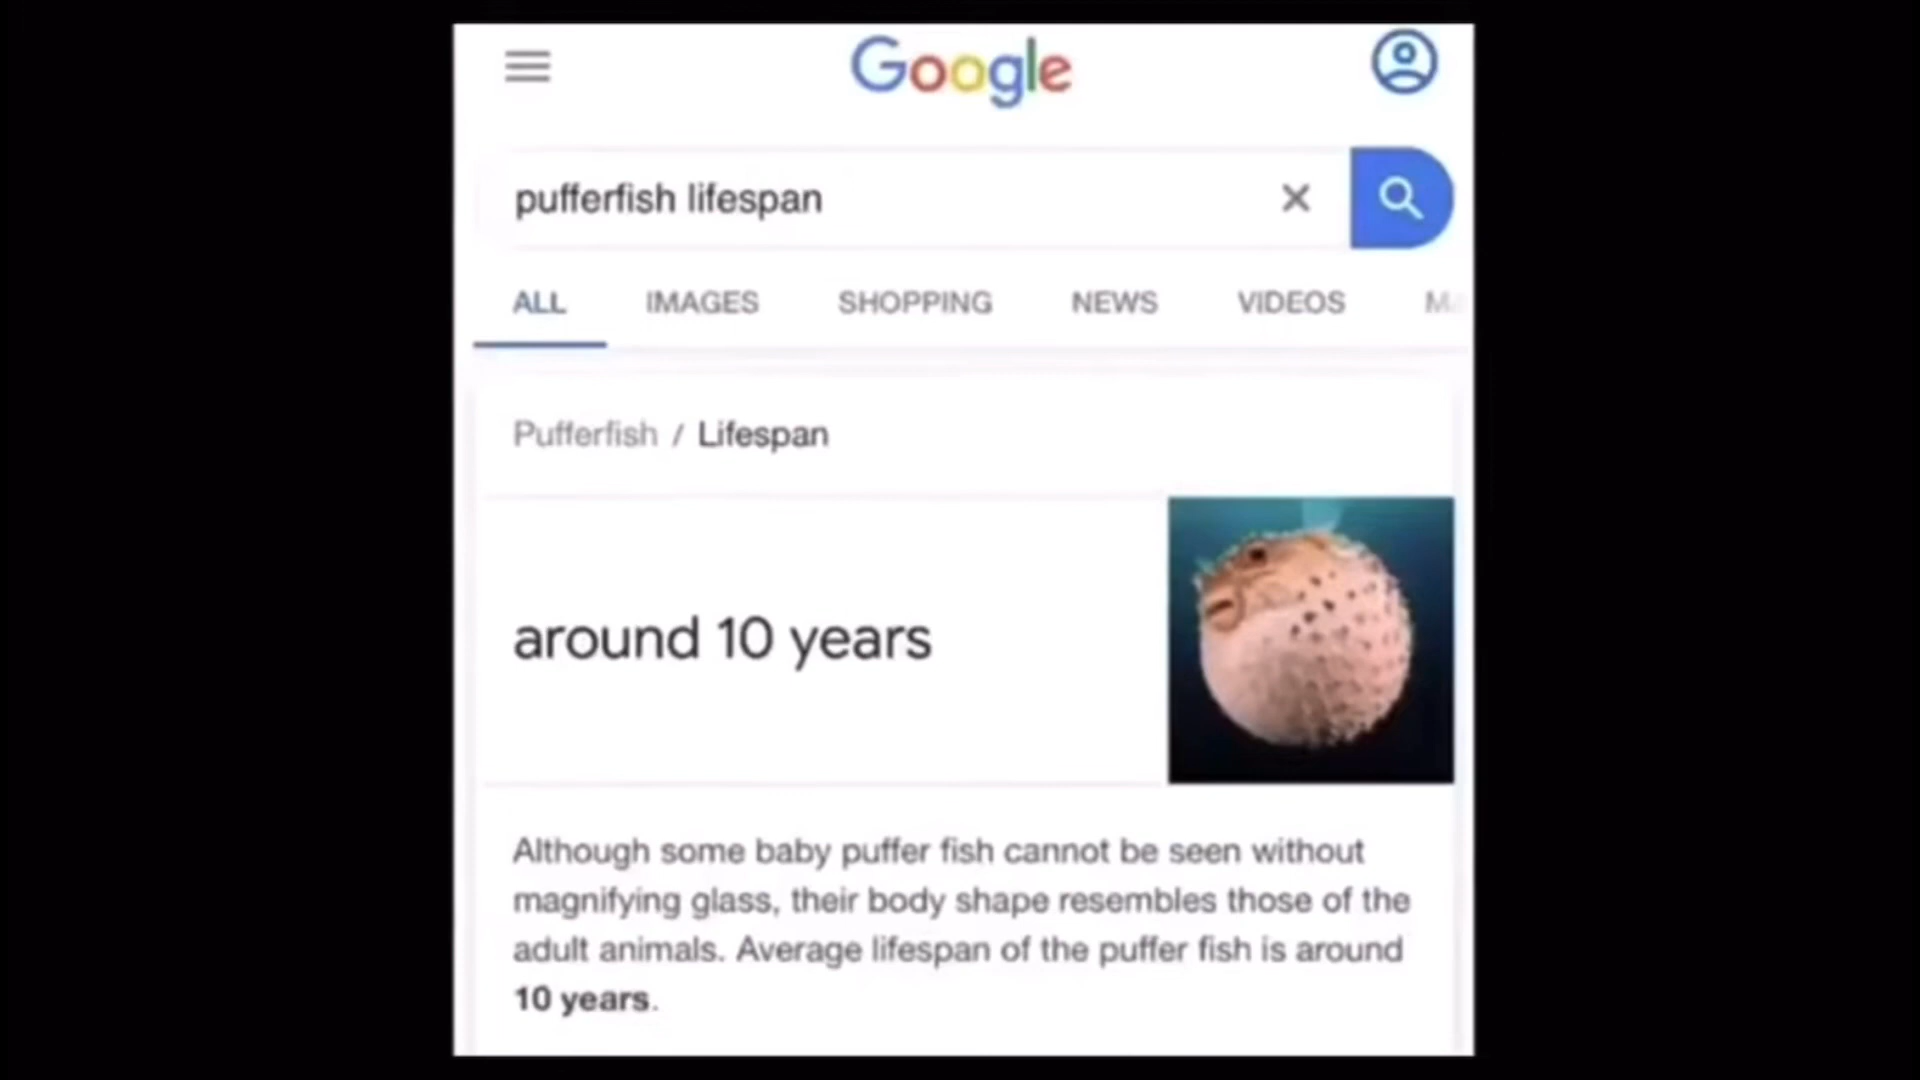 Google
pufferfish lifespan
ALL IMAGES SHOPPING NEWS VIDEOS
Pufferfish / Lifespan
around 10 years
Although some baby puffer fish cannot be seen without
magnifying glass, their body shape resembles those of the
adult animals. Average lifespan of the puffer fish is around
10 years.